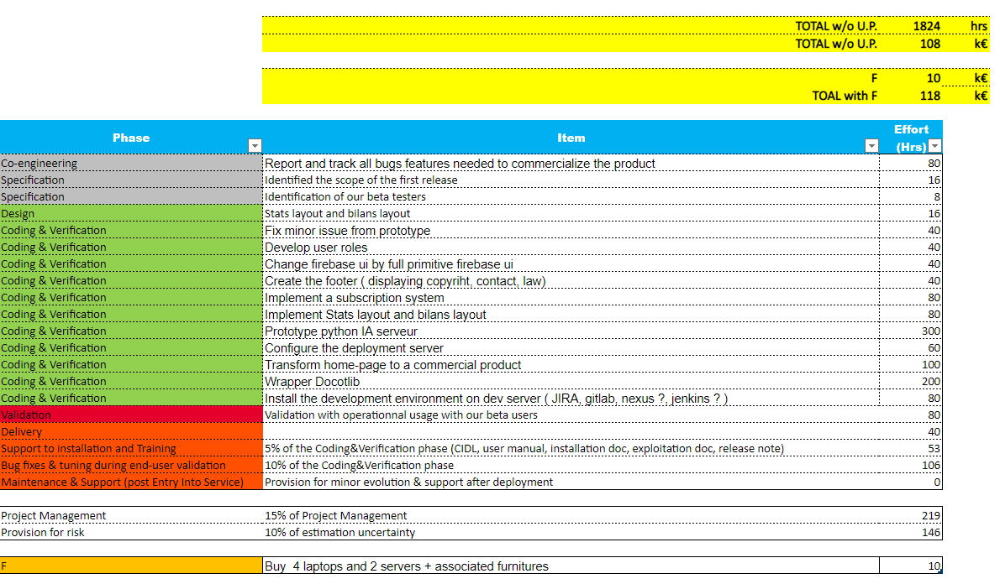 TOTAL w/o U.P. 1824 hrs
TOTAL w/o U.P. 108 k€
F 10 k€
TOAL with F 118 k€
Phase Item Effort (Hrs)
Co-engineering Report and track all bugs features needed to commercialize the product 80
Specification Identified the scope of the first release 16
Specification Identification of our beta testers 8
Design Stats layout and bilans layout 16
Coding & Verification Fix minor issue from prototype 40
Coding & Verification Develop user roles 40
Coding & Verification Change firebase ui by full primitive firebase ui 40
Coding & Verification Create the footer ( displaying copyriht, contact, law) 40
Coding & Verification Implement a subscription system 80
Coding & Verification Implement Stats layout and bilans layout 80
Coding & Verification Prototype python IA serveur 300
Coding & Verification Configure the deployment server 60
Coding & Verification Transform home-page to a commercial product 100
Coding & Verification Wrapper Docotlib 200
Coding & Verification Install the development environment on dev server ( JIRA, gitlab, nexus ?, jenkins ? ) 80
Validation Validation with operationnal usage with our beta users 80
Delivery 40
Support to installation and Training 5% of the Coding&Verification phase (CIDL, user manual, installation doc, exploitation doc, release note) 53
Bug fixes & tuning during end-user validation 10% of the Coding&Verification phase 106
Maintenance & Support (post Entry Into Service) Provision for minor evolution & support after deployment 0
Project Management 15% of Project Management 219
Provision for risk 10% of estimation uncertainty 146
F Buy 4 laptops and 2 servers + associated furnitures 10